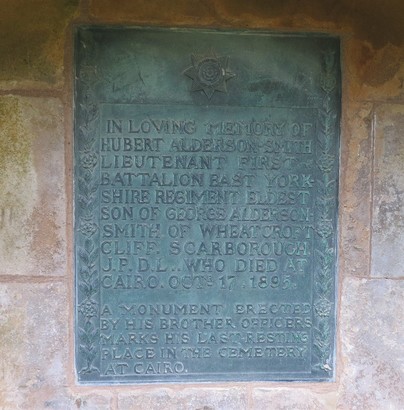 IN LOVING MEMORY OF
HUBERT ALDERSON-SMITH
LIEUTENANT FIRST
BATTALION EAST YORK-
SHIRE REGIMENT ELDEST
SON OF GEORGE ALDERSON-
SMITH OF WHEATCROFT
CLIFF. SCARBOROUGH.
J.P. D.L.. WHO DIED AT
CAIRO. OCT. 17. 1895.
A MONUMENT ERECTED
BY HIS BROTHER OFFICERS
MARKS HIS LAST RESTING
PLACE IN THE CEMETERY
AT CAIRO.